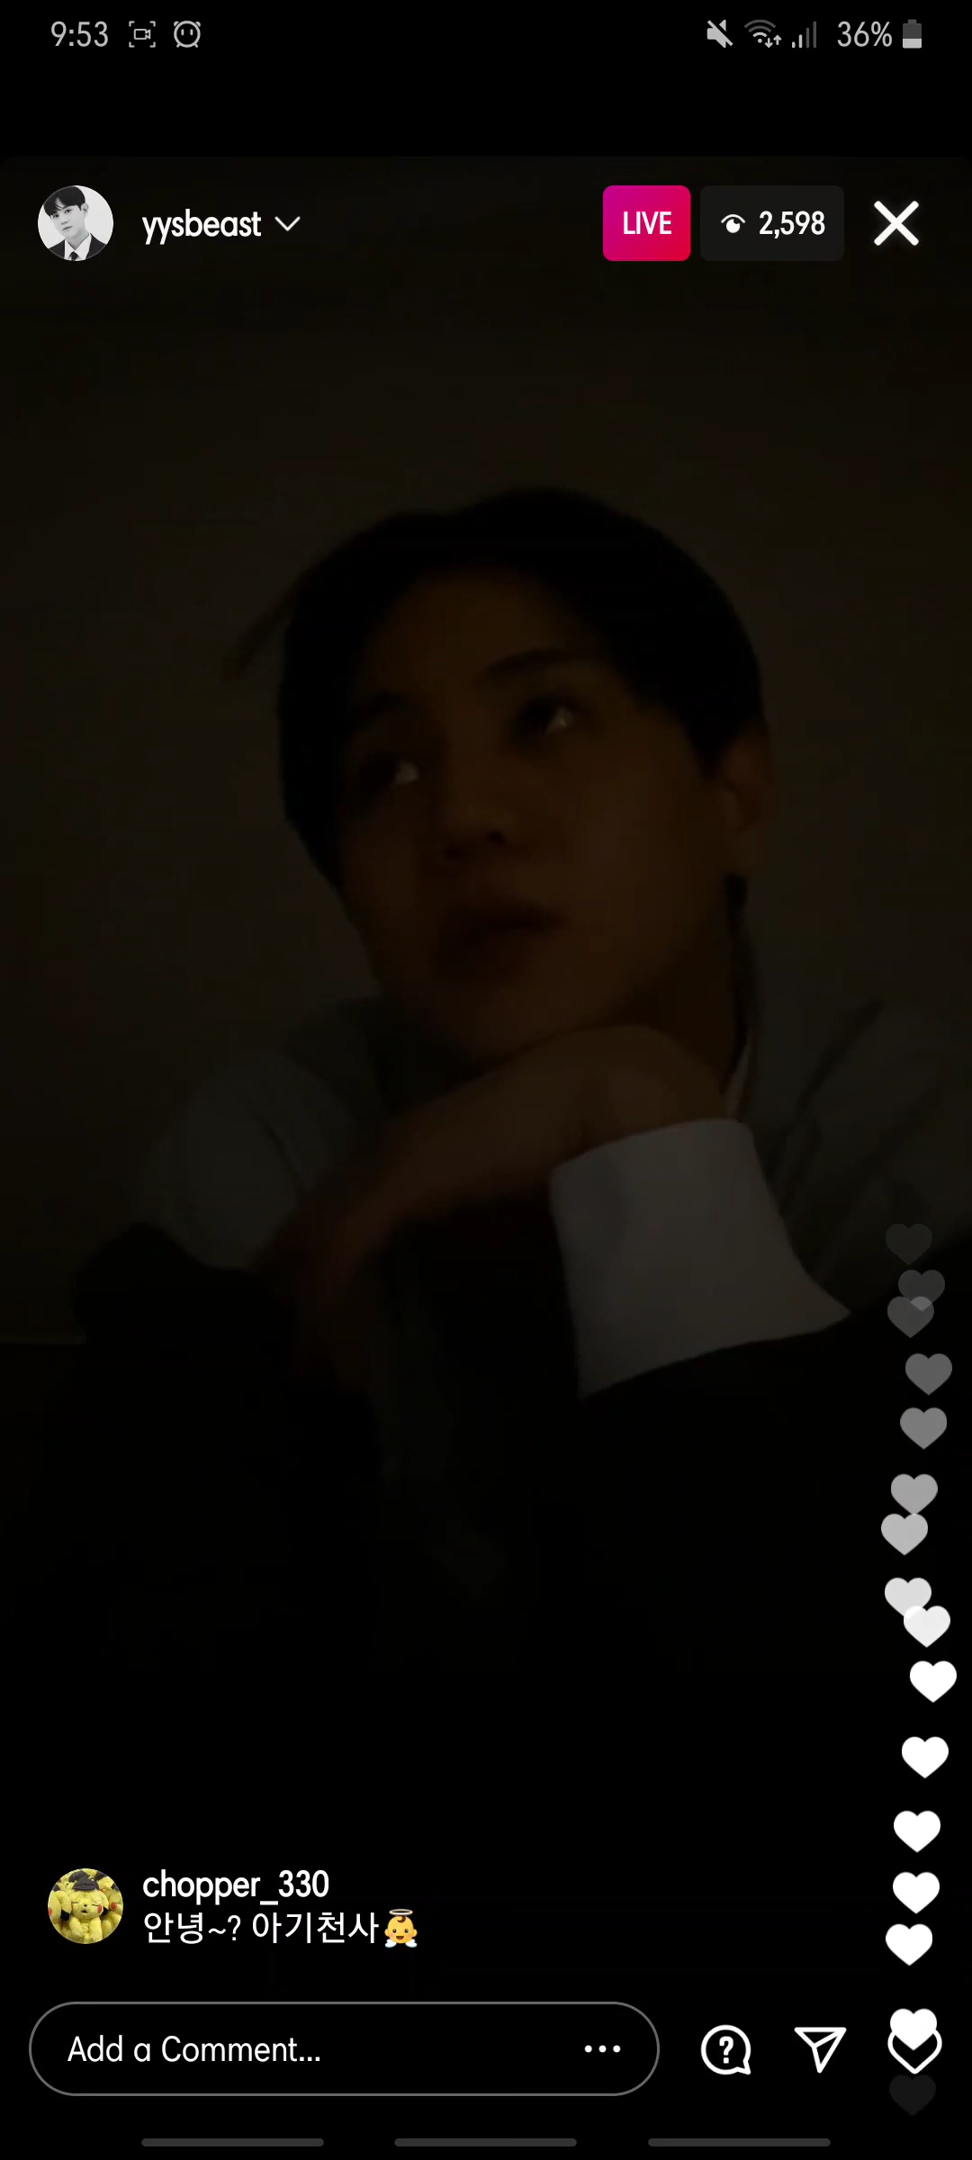 9:53
36%
yysbeast
LIVE
2,598
chopper_330
안녕~? 아기천사👼
Add a Comment...